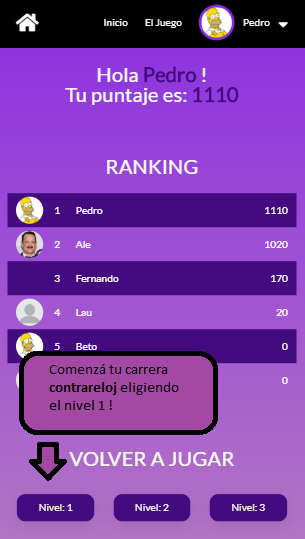 Inicio El Juego Pedro
Hola Pedro !
Tu puntaje es: 1110
RANKING
1 Pedro 1110
2 Ale 1020
3 Fernando 170
4 Lau 20
5 Beto 0
0
Comenzá tu carrera
contrareloj eligiendo
el nivel 1 !
VOLVER A JUGAR
Nivel: 1 Nivel: 2 Nivel: 3